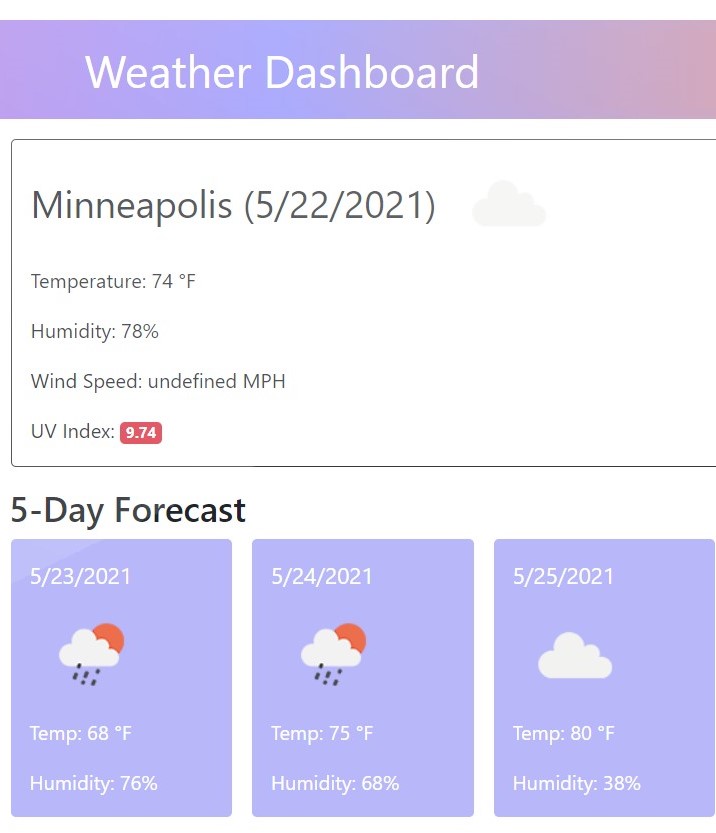 Weather Dashboard
Minneapolis (5/22/2021)
Temperature: 74 °F
Humidity: 78%
Wind Speed: undefined MPH
UV Index: 9.74
5-Day Forecast
5/23/2021
Temp: 68 °F
Humidity: 76%
5/24/2021
Temp: 75 °F
Humidity: 68%
5/25/2021
Temp: 80 °F
Humidity: 38%